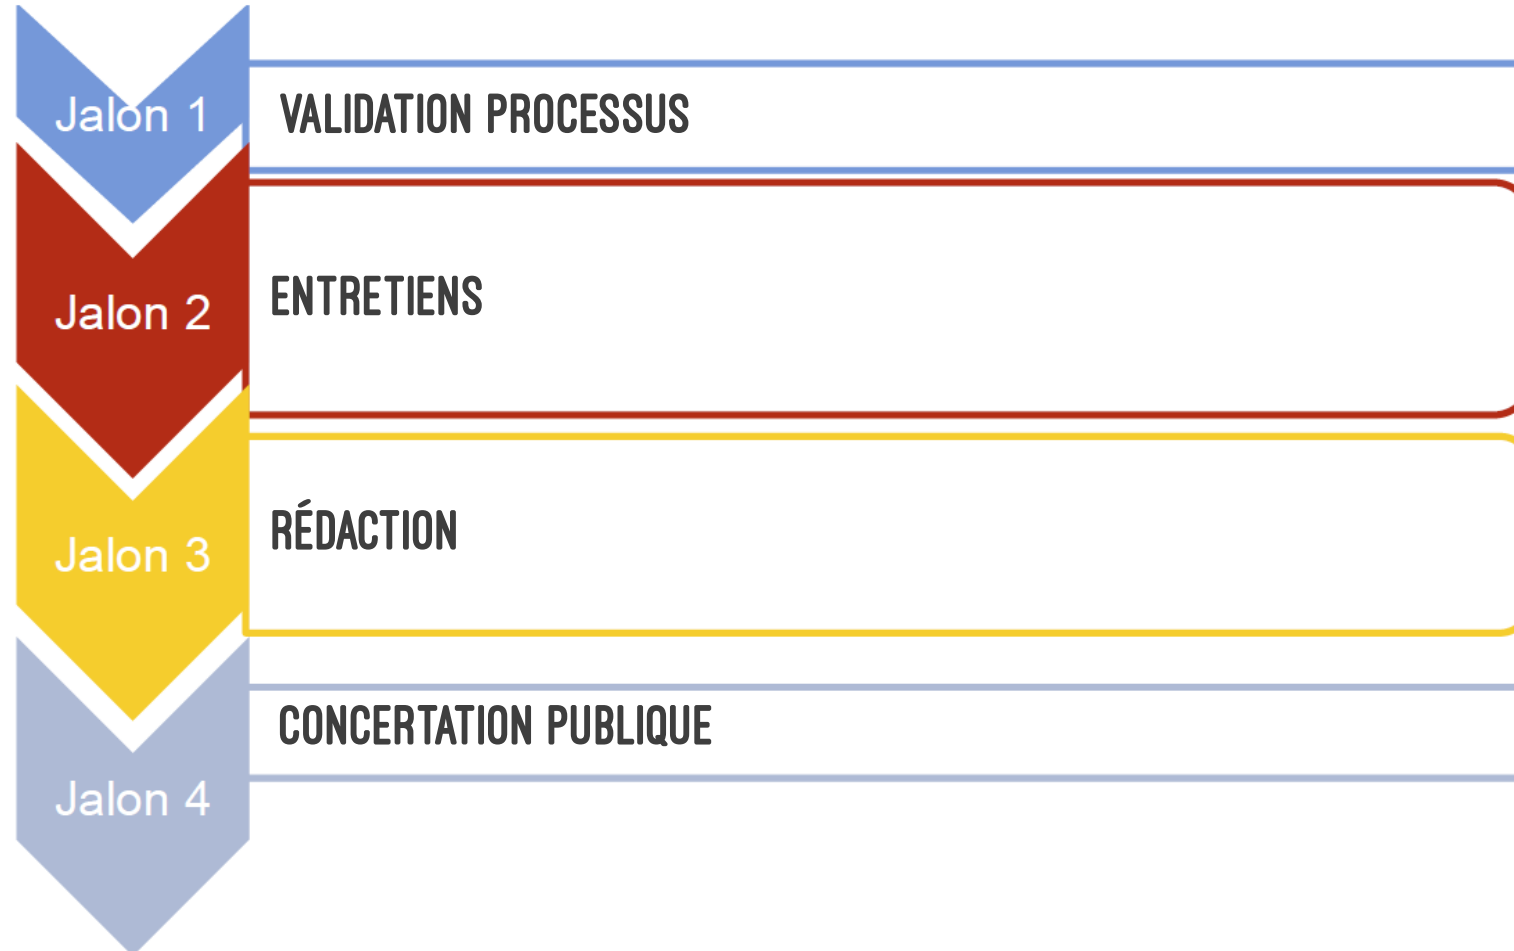 Jalon 1
VALIDATION PROCESSUS
Jalon 2
ENTRETIENS
Jalon 3
RÉDACTION
Jalon 4
CONCERTATION PUBLIQUE